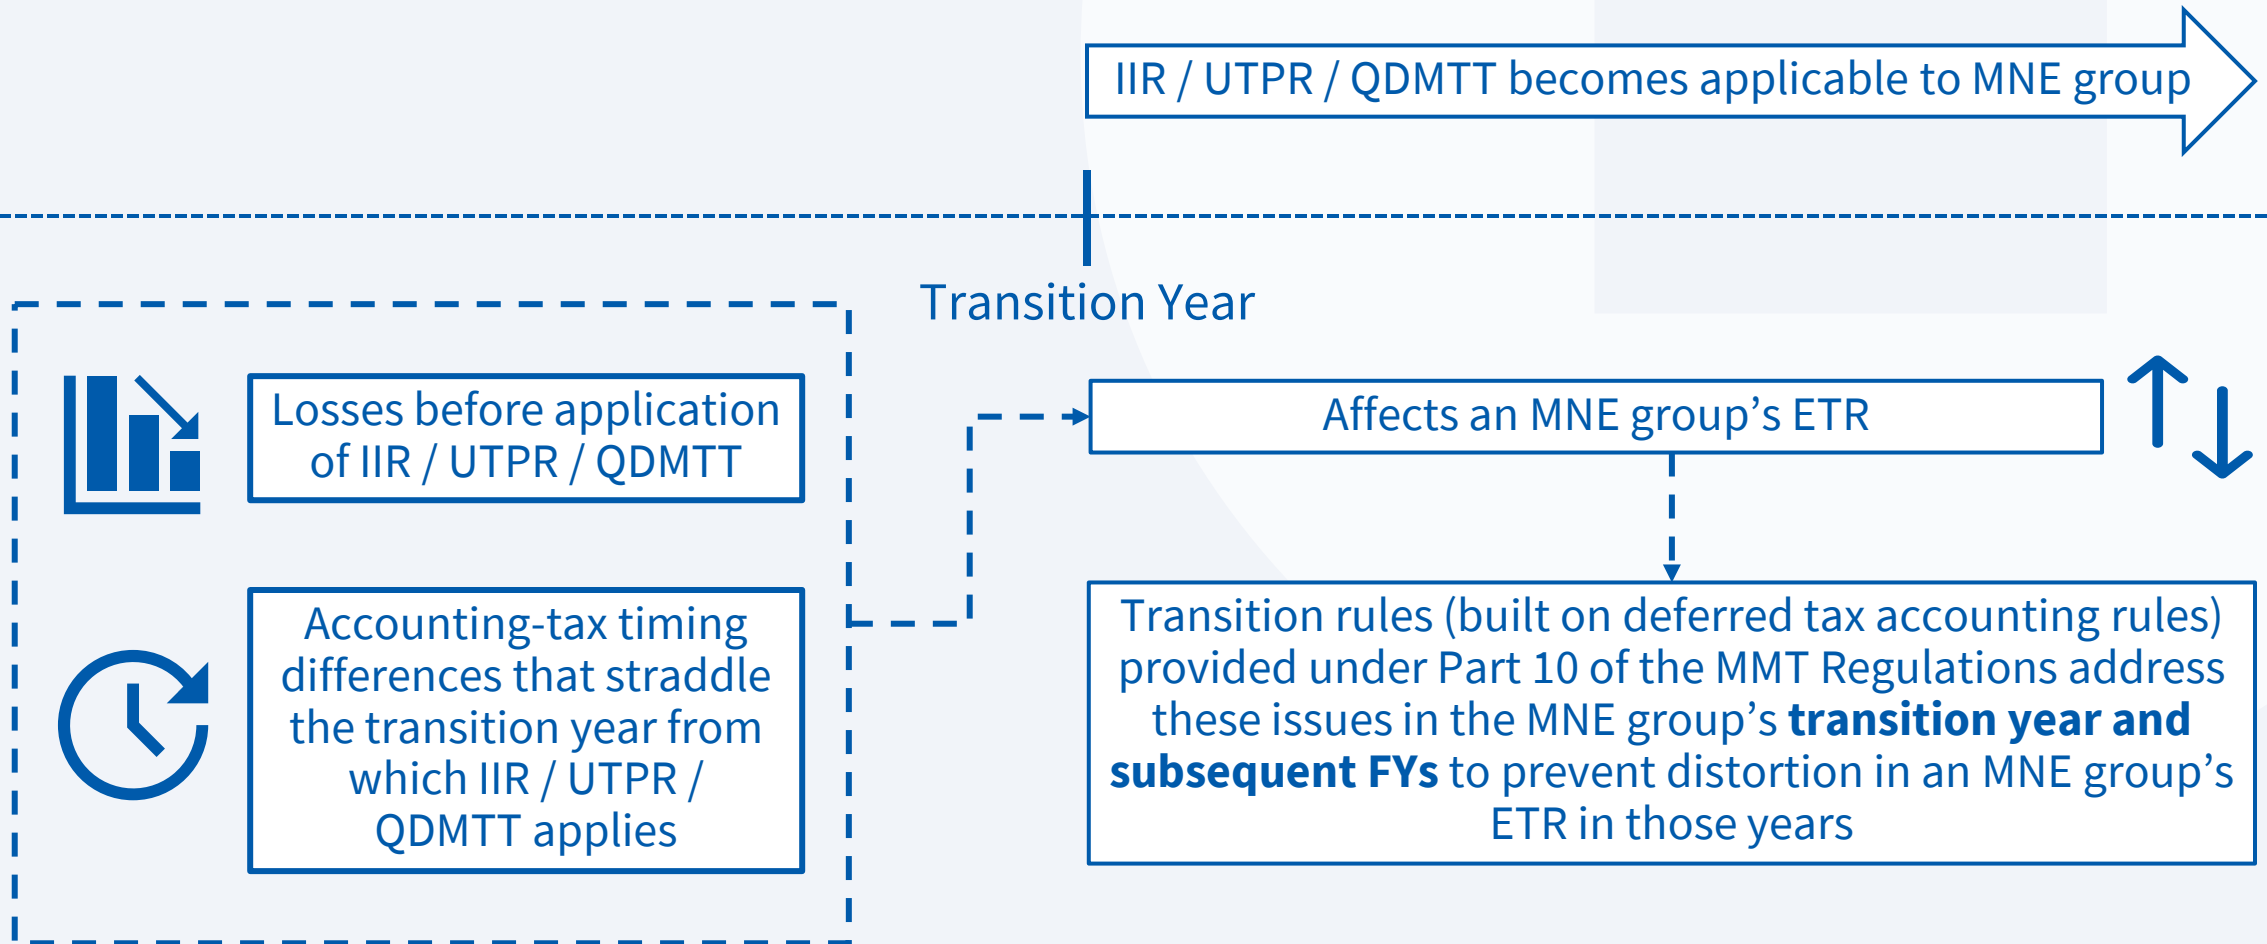 IIR / UTPR / QDMTT becomes applicable to MNE group
Transition Year
Losses before application
of IIR / UTPR / QDMTT
Accounting-tax timing
differences that straddle
the transition year from
which IIR / UTPR /
QDMTT applies
Affects an MNE group’s ETR
Transition rules (built on deferred tax accounting rules)
provided under Part 10 of the MMT Regulations address
these issues in the MNE group’s transition year and
subsequent FYs to prevent distortion in an MNE group’s
ETR in those years